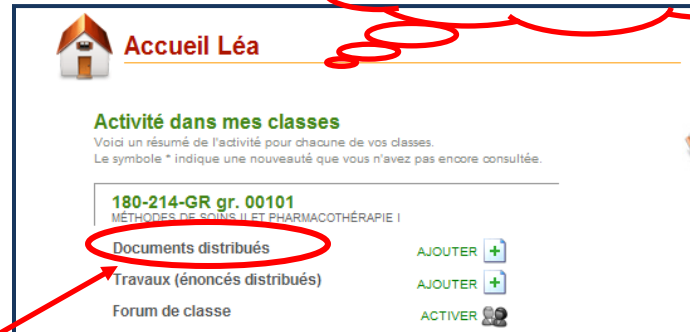 Accueil Léa
Activité dans mes classes
Voici un résumé de l'activité pour chacune de vos classes.
Le symbole * indique une nouveauté que vous n'avez pas encore consultée.
180-214-GR gr. 00101
MÉTHODES DE SOINS II ET PHARMACOTHÉRAPIE I
Documents distribués AJOUTER
Travaux (énoncés distribués) AJOUTER
Forum de classe ACTIVER